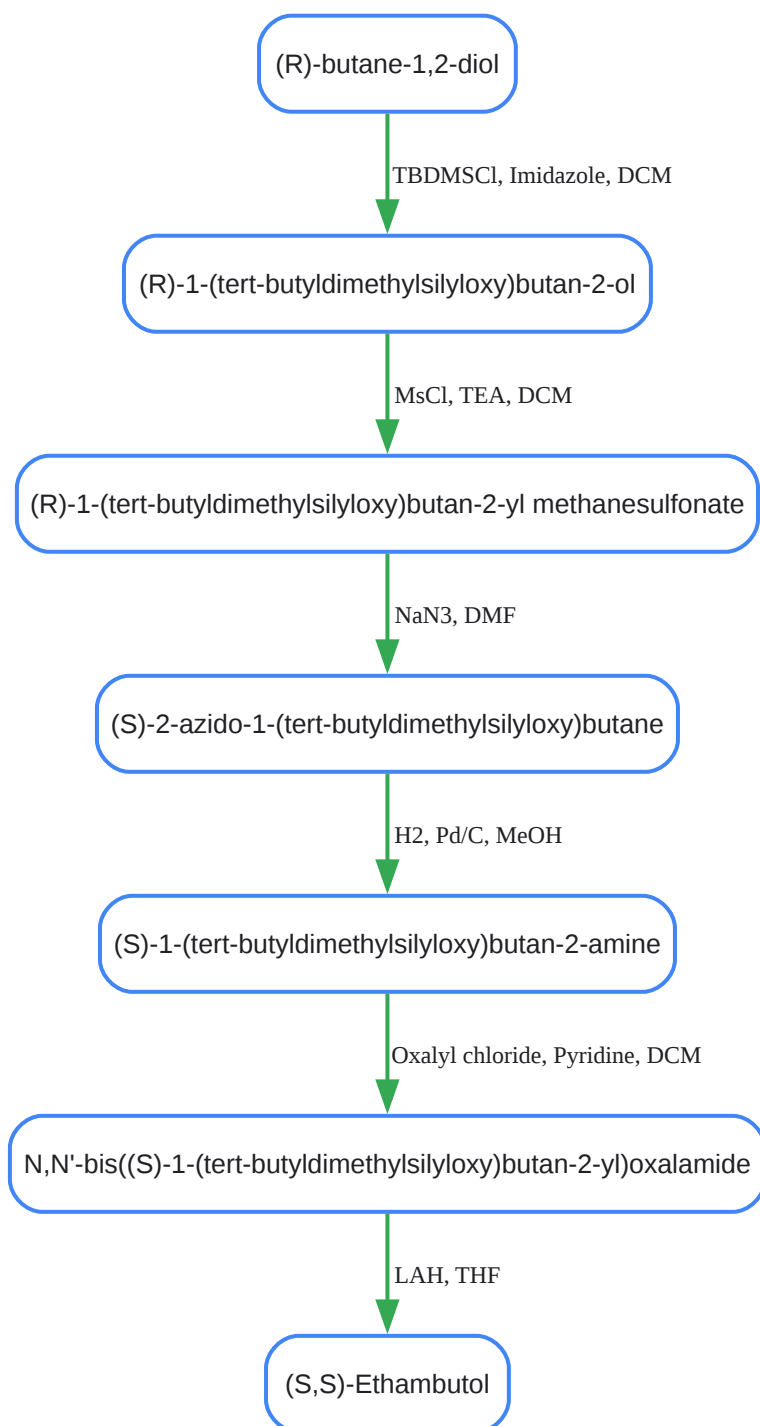 (R)-butane-1,2-diol
TBDMSCl, Imidazole, DCM
(R)-1-(tert-butyldimethylsilyloxy)butan-2-ol
MsCl, TEA, DCM
(R)-1-(tert-butyldimethylsilyloxy)butan-2-yl methanesulfonate
NaN3, DMF
(S)-2-azido-1-(tert-butyldimethylsilyloxy)butane
H2, Pd/C, MeOH
(S)-1-(tert-butyldimethylsilyloxy)butan-2-amine
Oxalyl chloride, Pyridine, DCM
N,N'-bis((S)-1-(tert-butyldimethylsilyloxy)butan-2-yl)oxalamide
LAH, THF
(S,S)-Ethambutol